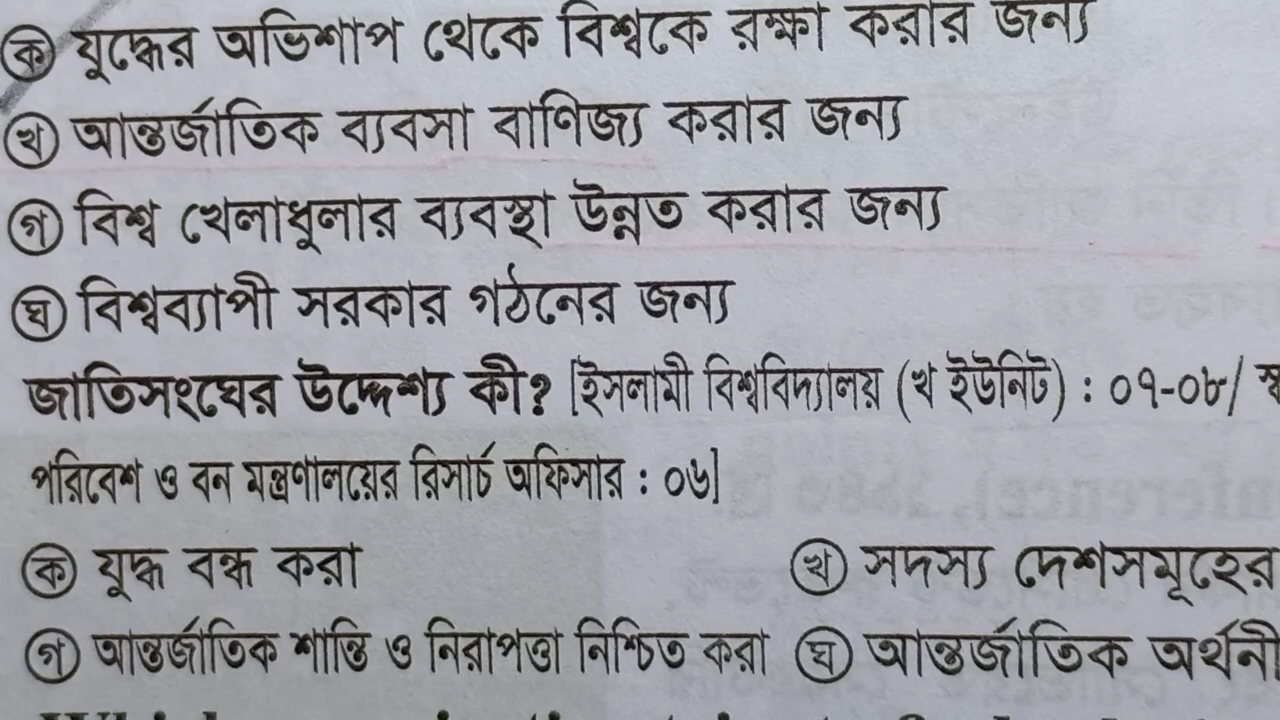 ক যুদ্ধের অভিশাপ থেকে বিশ্বকে রক্ষা করার জন্য
খ আন্তর্জাতিক ব্যবসা বাণিজ্য করার জন্য
গ বিশ্ব খেলাধুলার ব্যবস্থা উন্নত করার জন্য
ঘ বিশ্বব্যাপী সরকার গঠনের জন্য
জাতিসংঘের উদ্দেশ্য কী? [ইসলামী বিশ্ববিদ্যালয় (খ ইউনিট) : ০৭-০৮/
পরিবেশ ও বন মন্ত্রণালয়ের রিসার্চ অফিসার : ০৬]
ক যুদ্ধ বন্ধ করা খ সদস্য দেশসমূহের
গ আন্তর্জাতিক শান্তি ও নিরাপত্তা নিশ্চিত করা ঘ আন্তর্জাতিক অর্থনী